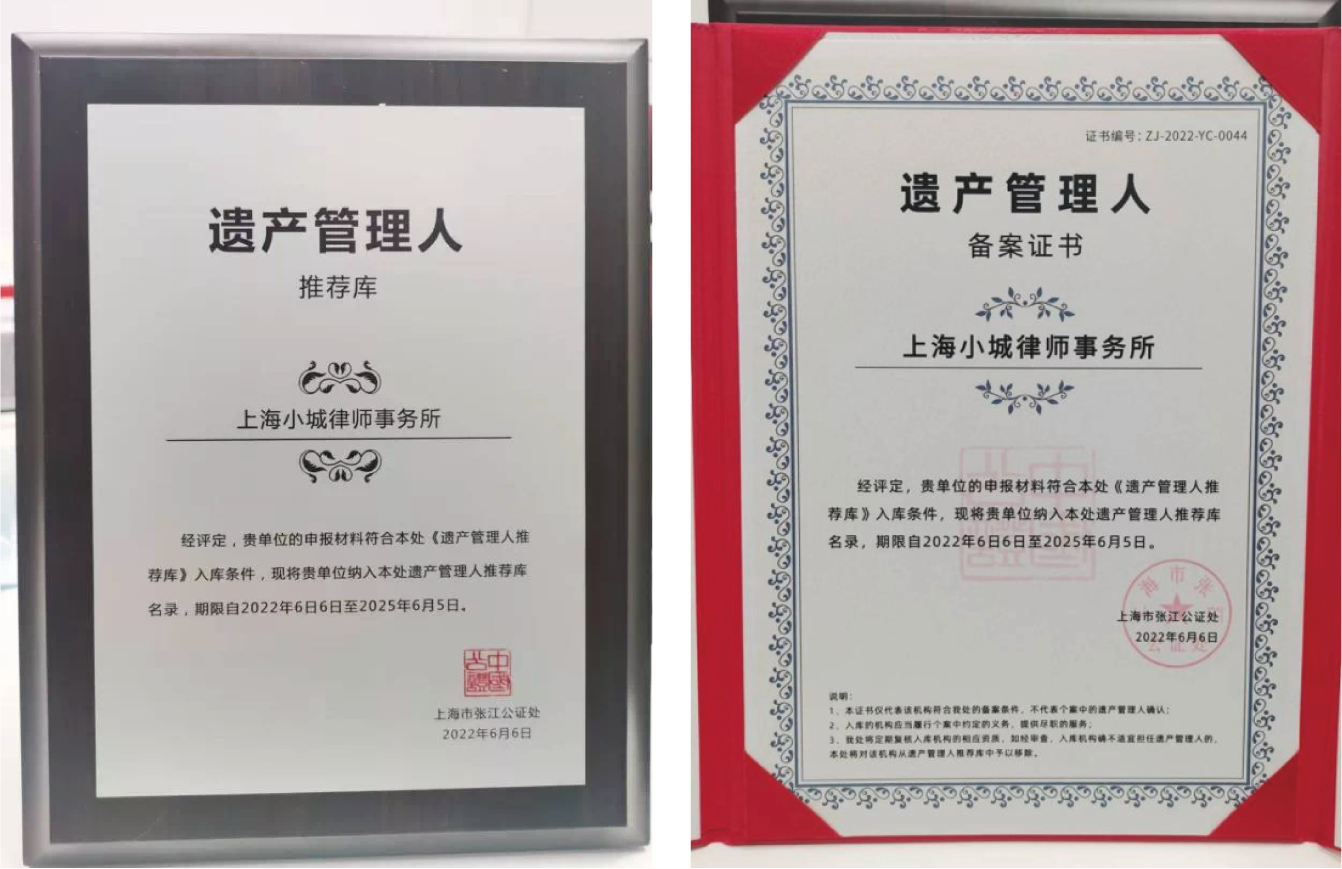 遗产管理人
推荐库
上海小城律师事务所
经评定，贵单位的申报材料符合本处《遗产管理人推
荐库》入库条件，现将贵单位纳入本处遗产管理人推荐库
名录，期限自2022年6日6日至2025年6月5日。
中國公證
上海市张江公证处
2022年6月6日
证书编号：ZJ-2022-YC-0044
遗产管理人
备案证书
上海小城律师事务所
中國公證
经评定，贵单位的申报材料符合本处《遗产管理人推
荐库》入库条件，现将贵单位纳入本处遗产管理人推荐库
名录，期限自2022年6日6日至2025年6月5日。
海市张
公证处
上海市张江公证处
2022年6月6日
说明：
1、本证书仅代表该机构符合我处的备案条件，不代表个案中的遗产管理人确认；
2、入库的机构应当履行个案中约定的义务，提供尽职的服务；
3、我处将定期复核入库机构的相应资质，如经审查，入库机构确不适宜担任遗产管理人的，
本处将对该机构从遗产管理人推荐库中予以移除。